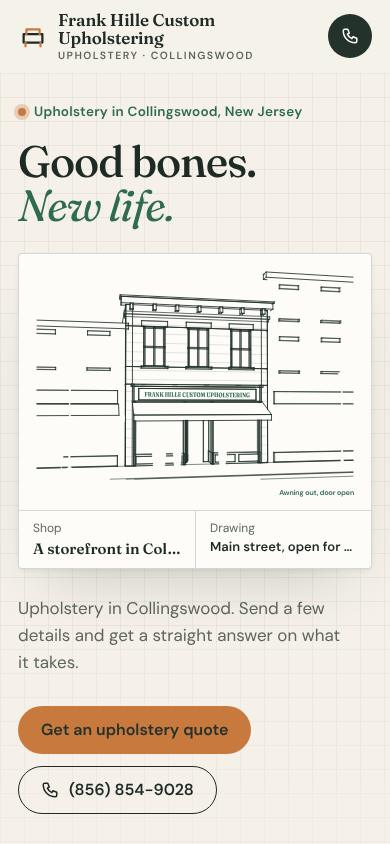 Frank Hille Custom
Upholstering
UPHOLSTERY · COLLINGSWOOD
Upholstery in Collingswood, New Jersey
Good bones.
New life.
FRANK HILLE CUSTOM UPHOLSTERING
Awning out, door open
Shop
A storefront in Col...
Drawing
Main street, open for ...
Upholstery in Collingswood. Send a few
details and get a straight answer on what
it takes.
Get an upholstery quote
(856) 854-9028